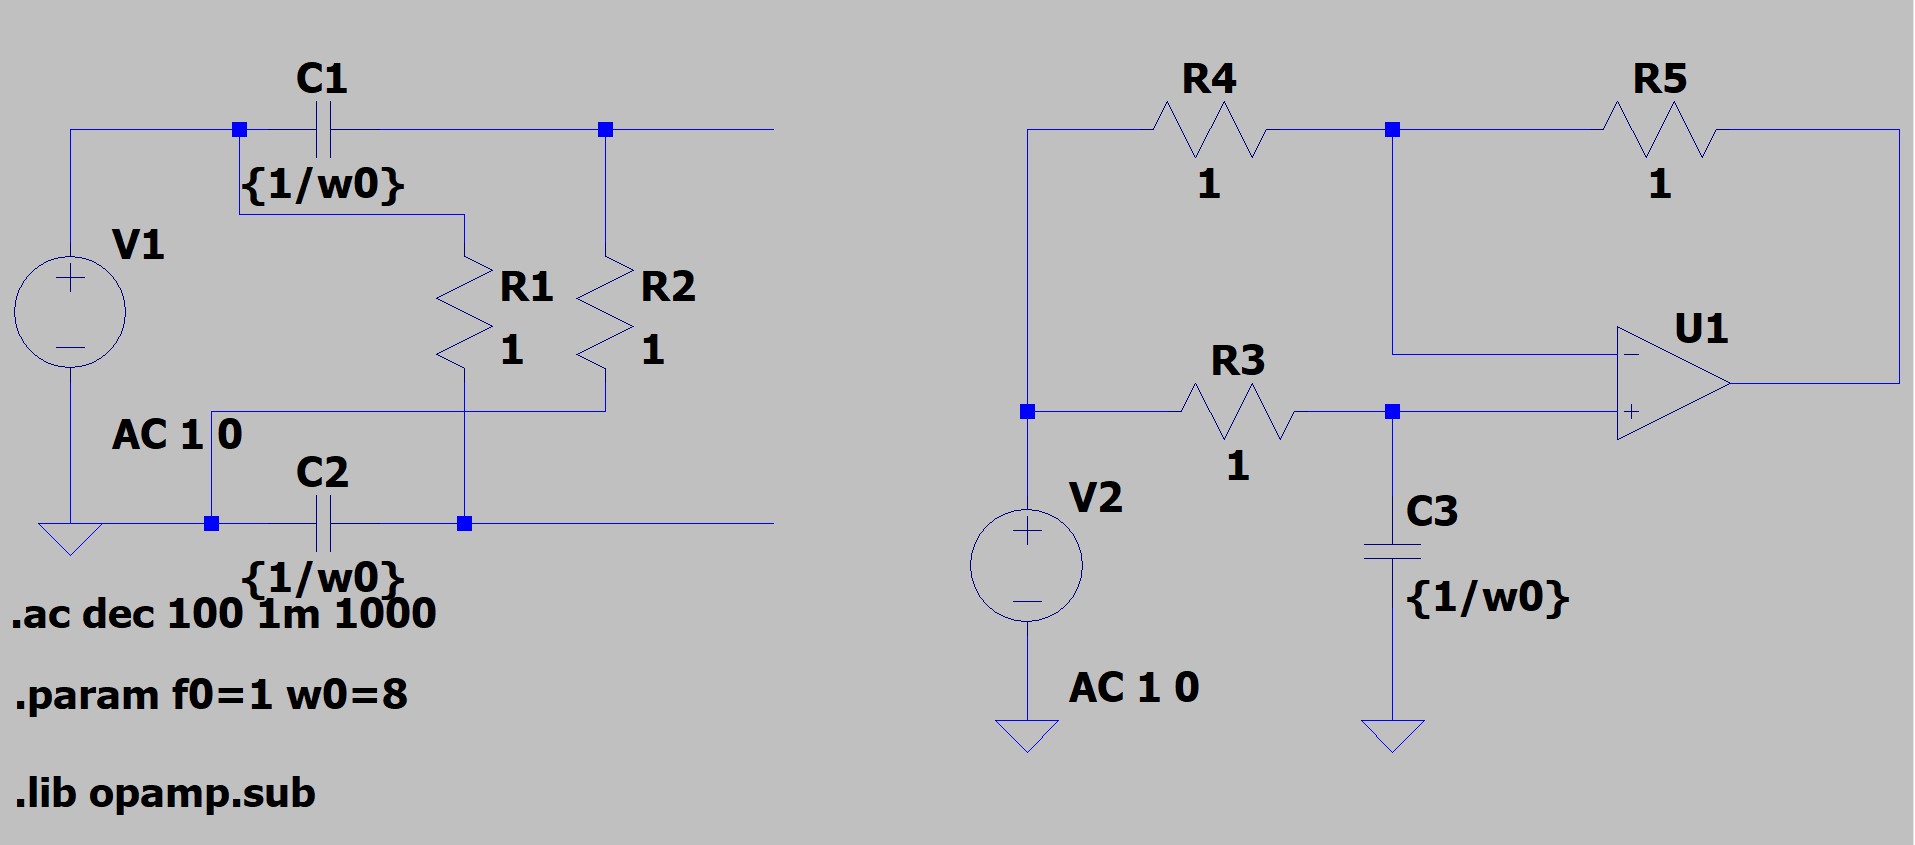 C1
{1/w0}
V1
R1
1
R2
1
AC 1 0
C2
{1/w0}
.ac dec 100 1m 1000
.param f0=1 w0=8
.lib opamp.sub
R4
1
R5
1
U1
R3
1
V2
C3
{1/w0}
AC 1 0